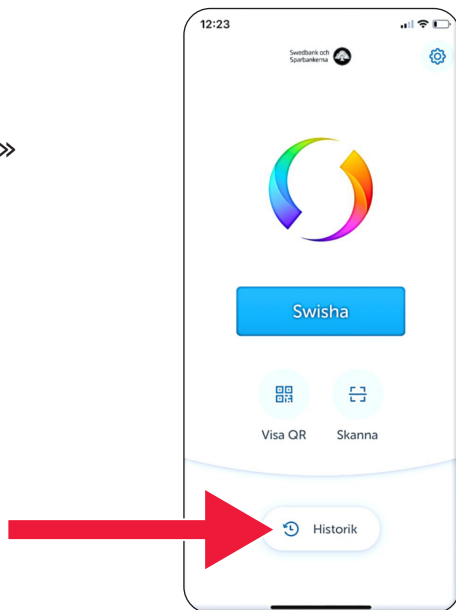 12:23
Swedbank och
Sparbankerna
»
Swisha
Visa QR Skanna
Historik